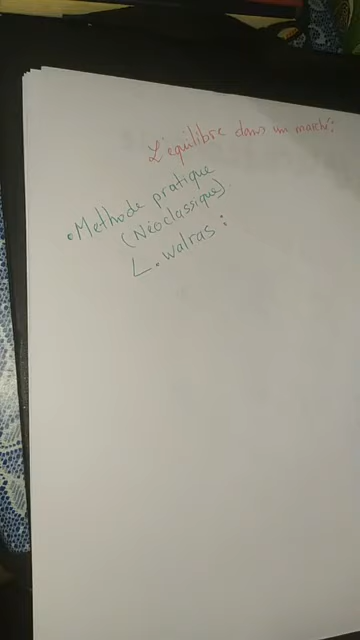 L'équilibre dans un marché:
• Methode pratique
(Néoclassique)
L. walras :